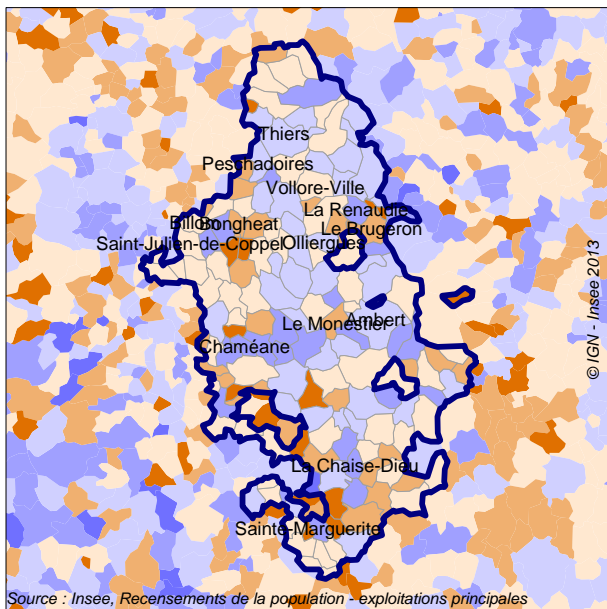 Thiers
Peschadoires
Vollore-Ville
La Renaudie
Billom
Bongheat
Le Brugeron
Saint-Julien-de-Coppel
Olliergues
Le Monestier
Ambert
Chaméane
La Chaise-Dieu
Sainte-Marguerite
© IGN - Insee 2013
Source : Insee, Recensements de la population - exploitations principales